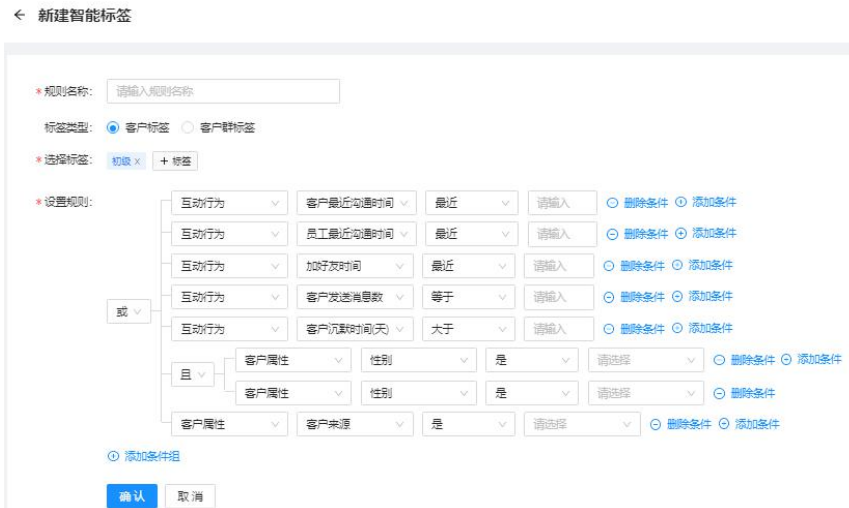 新建智能标签
* 规则名称: 请输入规则名称
标签类型: 客户标签 客户群标签
* 选择标签: 初级 x + 标签
* 设置规则: 互动行为 客户最近沟通时间 最近 请输入 删除条件 添加条件
互动行为 员工最近沟通时间 最近 请输入 删除条件 添加条件
互动行为 加好友时间 最近 请输入 删除条件 添加条件
互动行为 客户发送消息数 等于 请输入 删除条件 添加条件
或
互动行为 客户沉默时间(天) 大于 请输入 删除条件 添加条件
客户属性 性别 是 请选择 删除条件 添加条件
且
客户属性 性别 是 请选择 删除条件
客户属性 客户来源 是 请选择 删除条件 添加条件
添加条件组
确认 取消